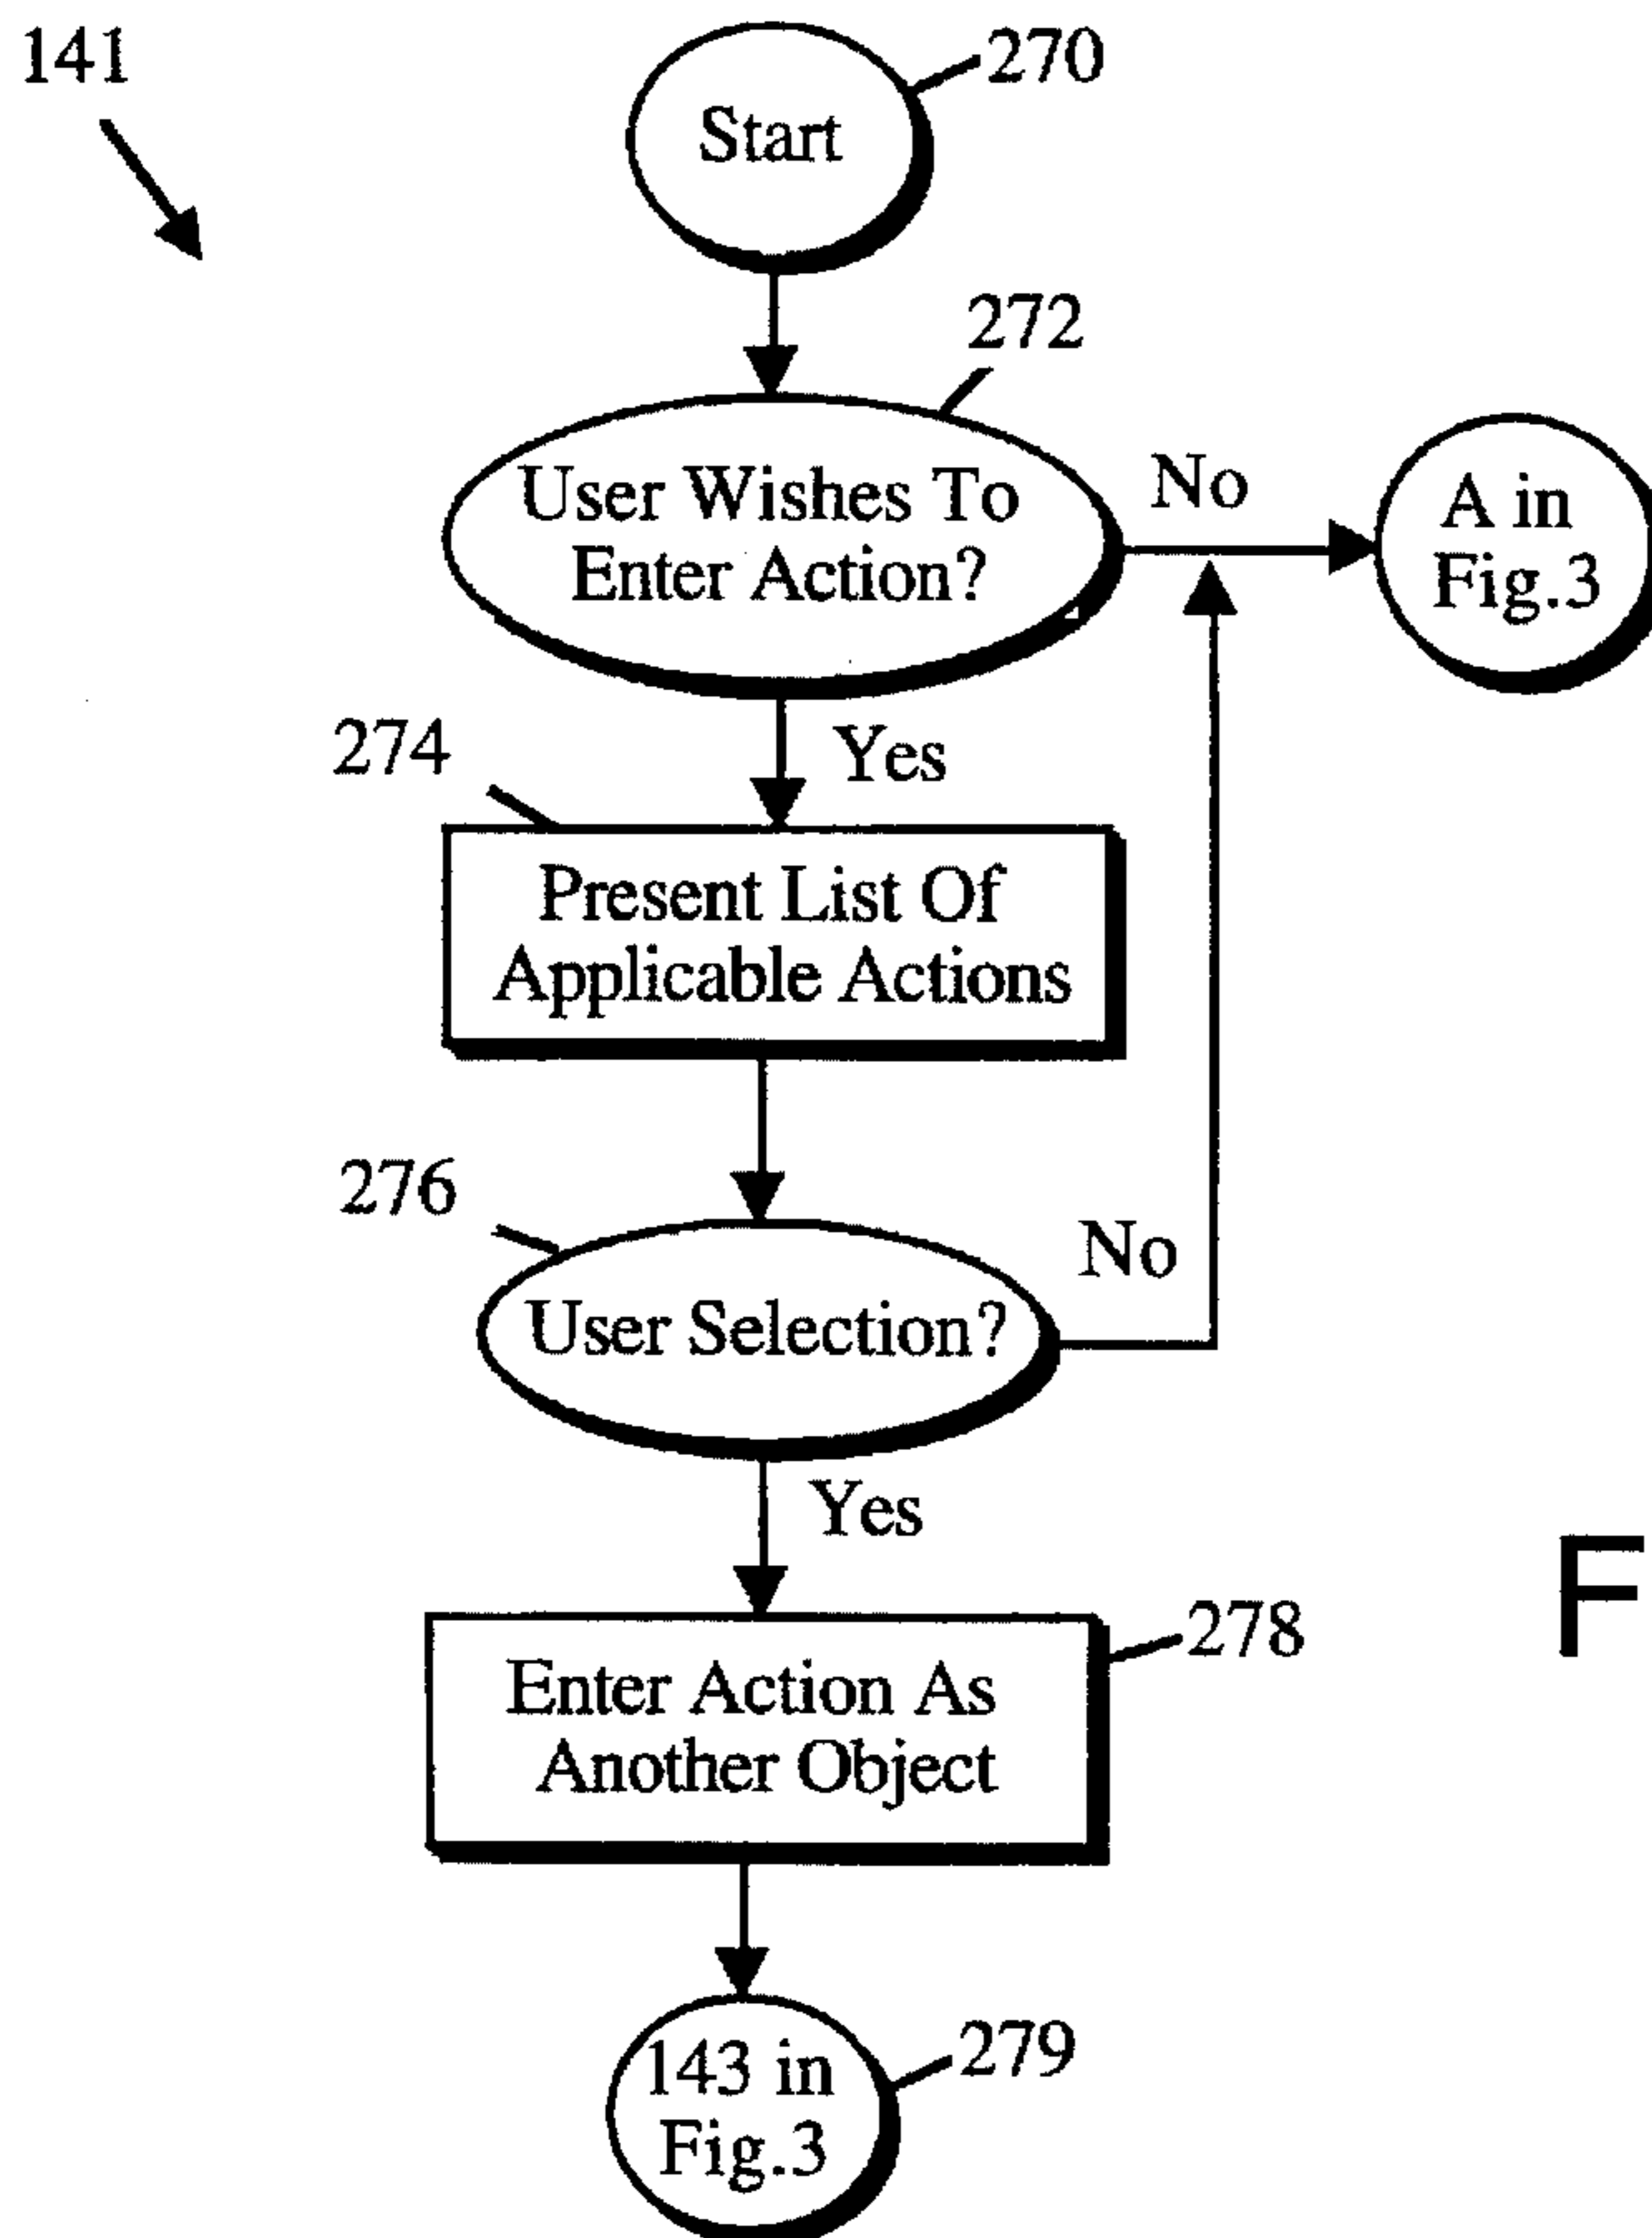 141
270
Start
272
User Wishes To
Enter Action?
No
A in
Fig.3
274
Yes
Present List Of
Applicable Actions
276
No
User Selection?
Yes
F
278
Enter Action As
Another Object
279
143 in
Fig.3